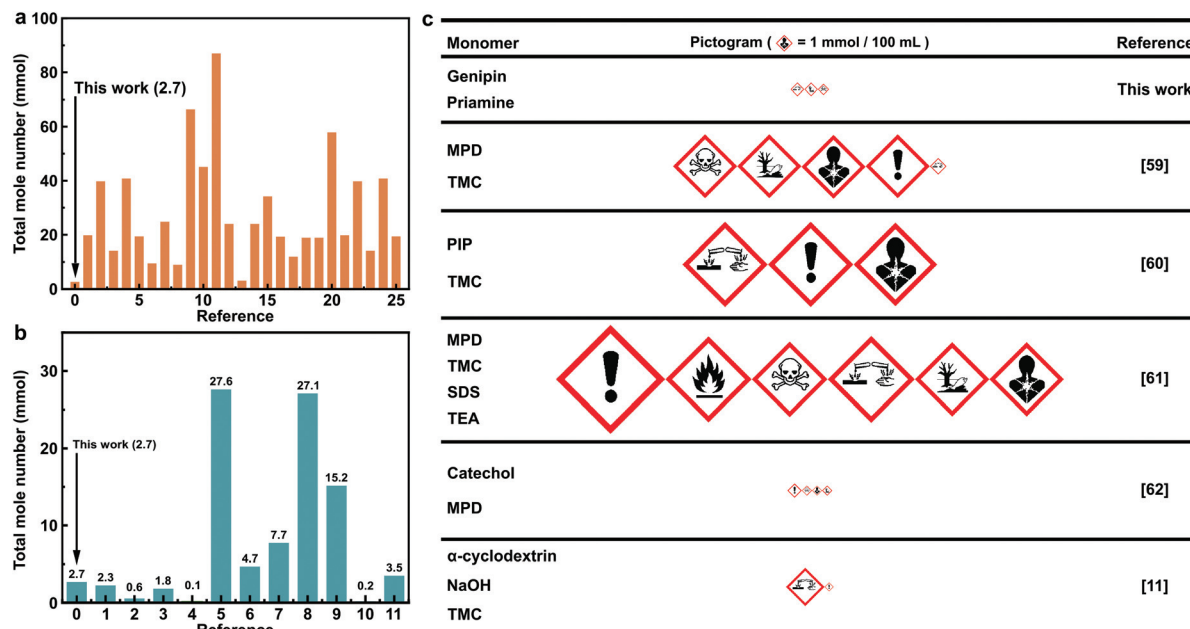 a
100
80
60
40
20
0
Total mole number (mmol)
This work (2.7)
0 5 10 15 20 25
Reference
b
30
20
10
0
Total mole number (mmol)
This work (2.7)
2.7 2.3 0.6 1.8 0.1 27.6 4.7 7.7 27.1 15.2 0.2 3.5
0 1 2 3 4 5 6 7 8 9 10 11
Reference
c
Monomer Pictogram ( = 1 mmol / 100 mL ) Reference
Genipin
Priamine
This work
MPD
TMC
[59]
PIP
TMC
[60]
MPD
TMC
SDS
TEA
[61]
Catechol
MPD
[62]
α-cyclodextrin
NaOH
TMC
[11]